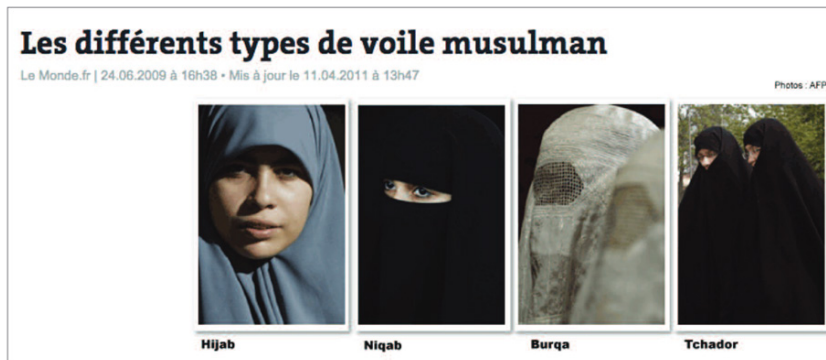 Les différents types de voile musulman
Le Monde.fr | 24.06.2009 à 16h38 • Mis à jour le 11.04.2011 à 13h47
Photos : AFP
Hijab
Niqab
Burqa
Tchador